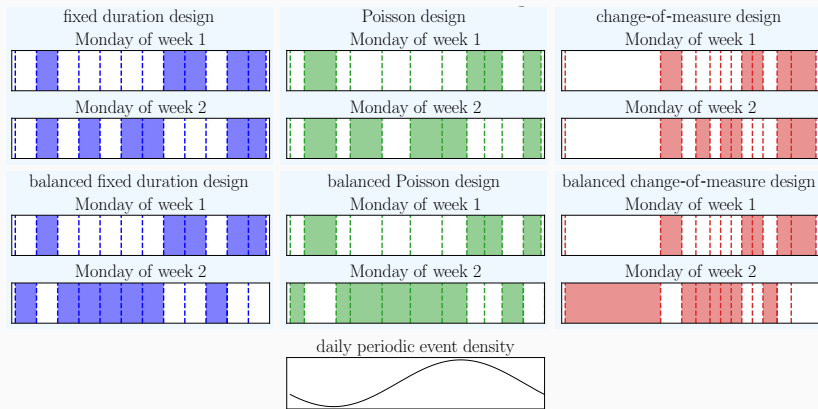 fixed duration design
Monday of week 1
Monday of week 2
Poisson design
Monday of week 1
Monday of week 2
change-of-measure design
Monday of week 1
Monday of week 2
balanced fixed duration design
Monday of week 1
Monday of week 2
balanced Poisson design
Monday of week 1
Monday of week 2
balanced change-of-measure design
Monday of week 1
Monday of week 2
daily periodic event density